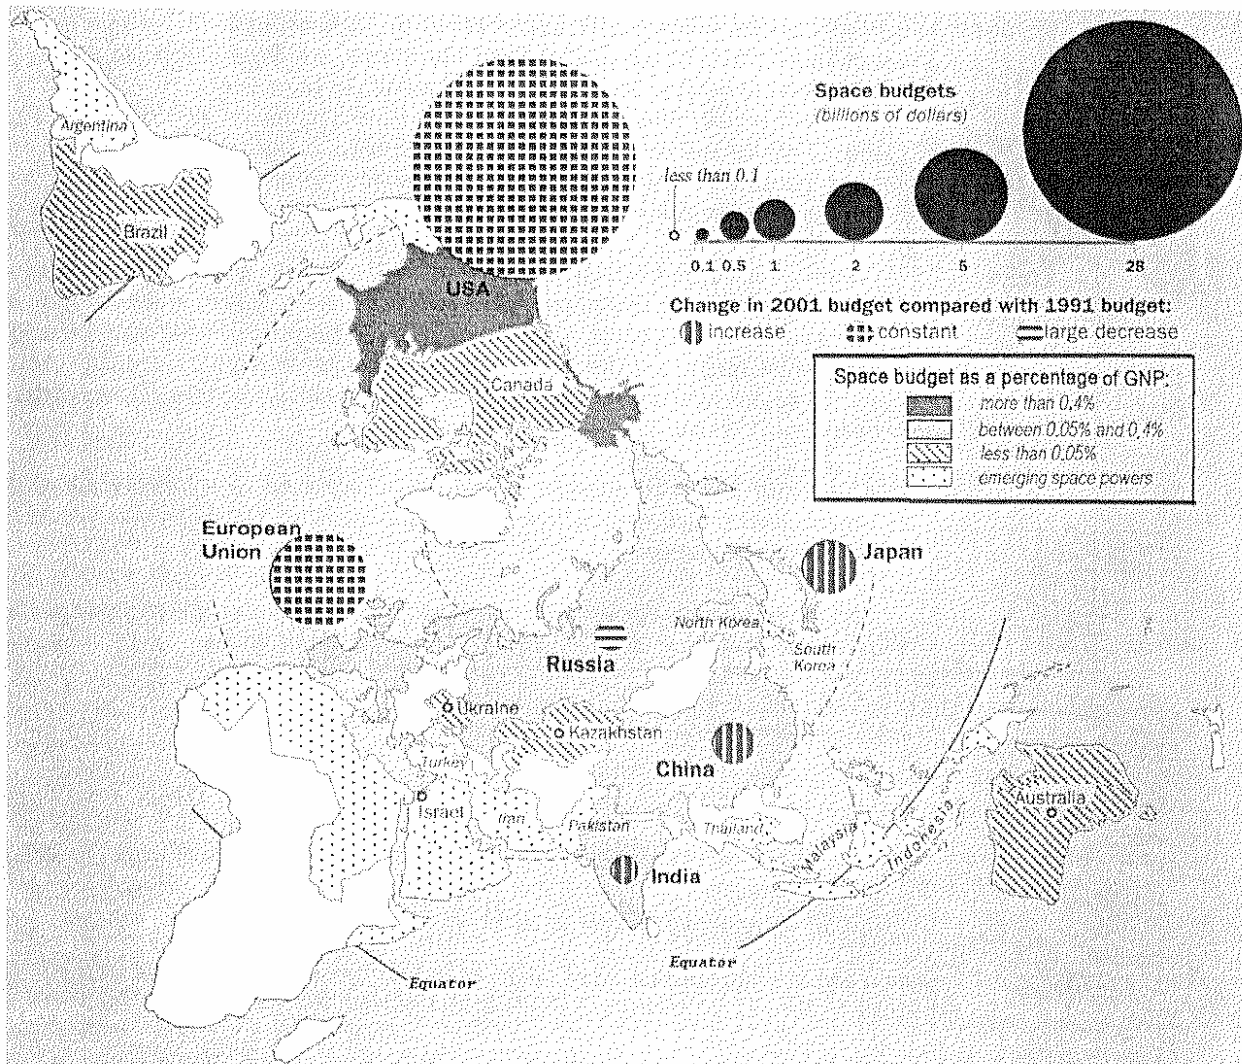 Space budgets
(billions of dollars)
less than 0.1
0.1 0.5 1 2 5 28
Change in 2001 budget compared with 1991 budget:
increase constant large decrease
Space budget as a percentage of GNP:
more than 0.4%
between 0.05% and 0.4%
less than 0.05%
emerging space powers
Argentina
Brazil
USA
Canada
European
Union
Japan
North Korea
South
Korea
Russia
Ukraine
Kazakhstan
China
Turkey
Israel
Iran
Pakistan
Thailand
Malaysia
Indonesia
Australia
India
Equator
Equator